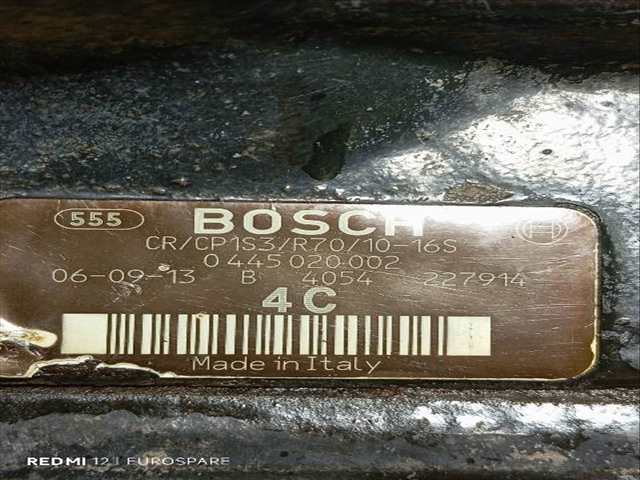 555 BOSCH
CR/CP1S3/R70/10-16S
0 445 020 002
06-09-13 B 4054 227914
4C
Made in Italy
REDMI 12 | EUROSPARE